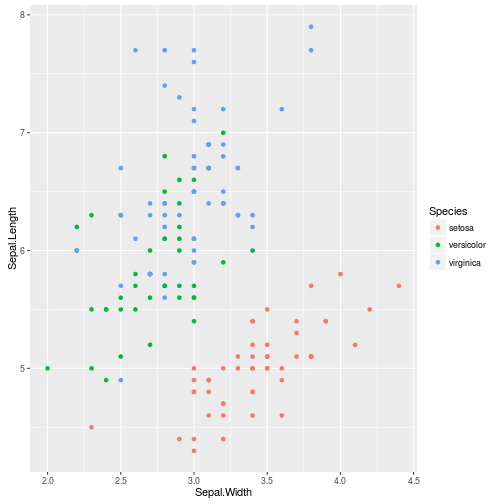 8
7
6
5
Sepal.Length
2.0 2.5 3.0 3.5 4.0 4.5
Sepal.Width
Species
setosa
versicolor
virginica